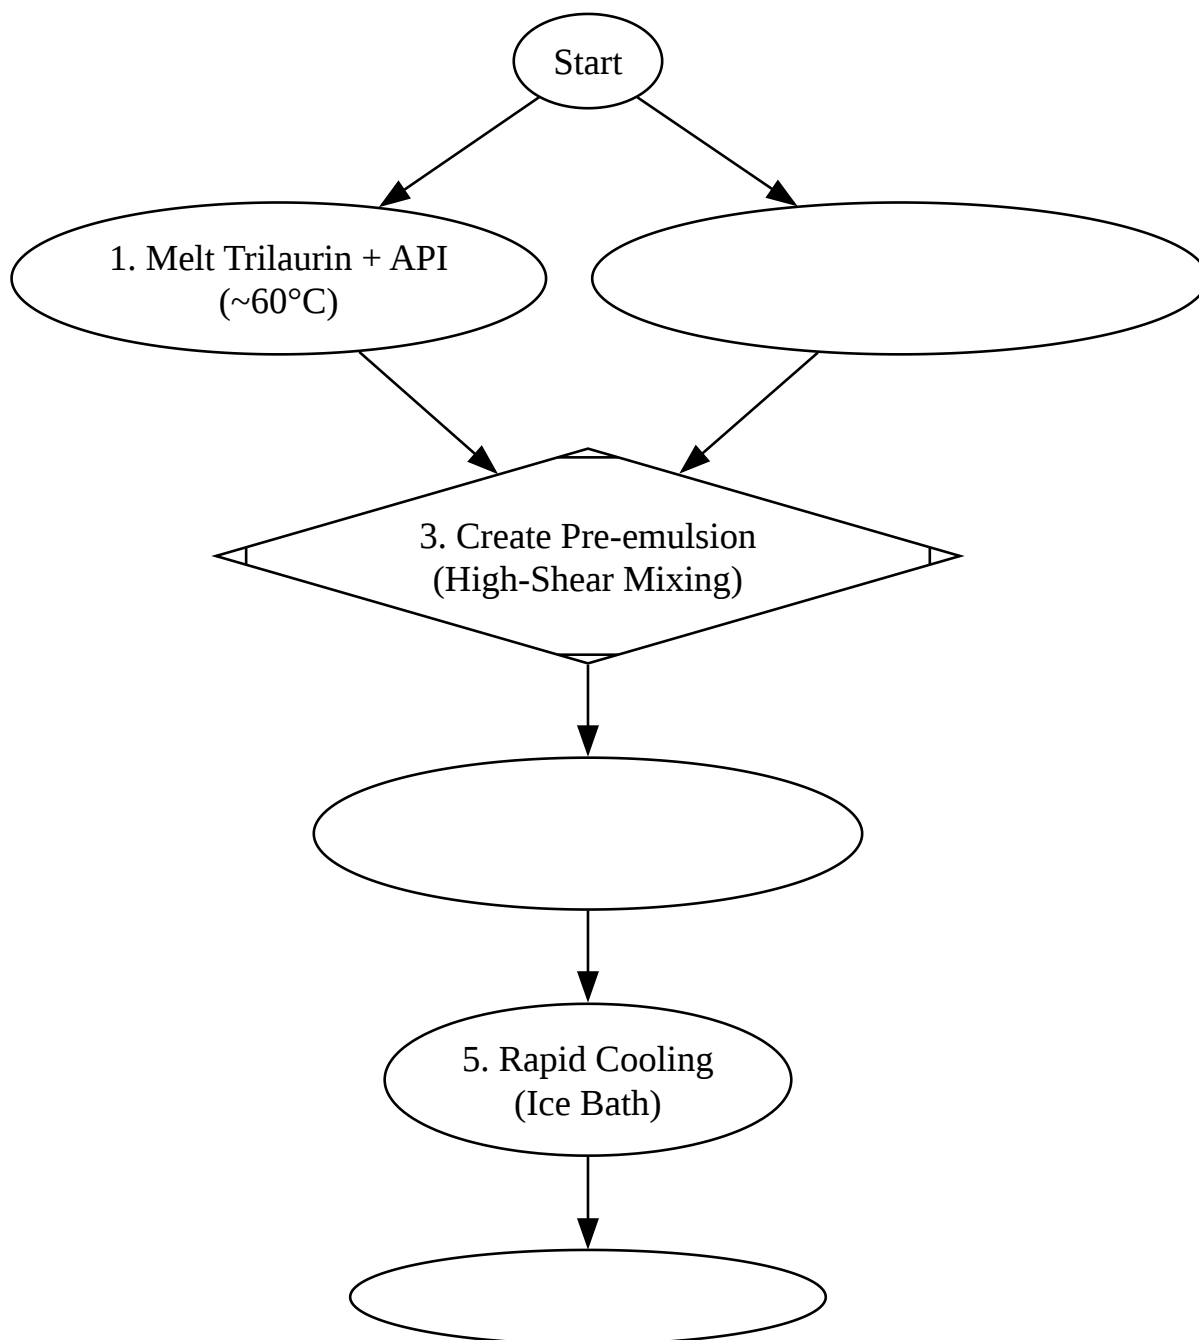 Start
1. Melt Trilaurin + API
(~60°C)
3. Create Pre-emulsion
(High-Shear Mixing)
5. Rapid Cooling
(Ice Bath)